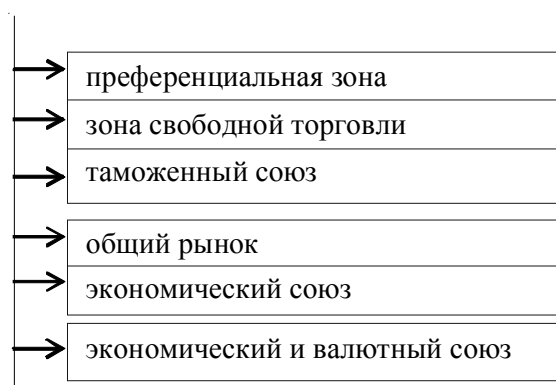 преференциальная зона
зона свободной торговли
таможенный союз
общий рынок
экономический союз
экономический и валютный союз